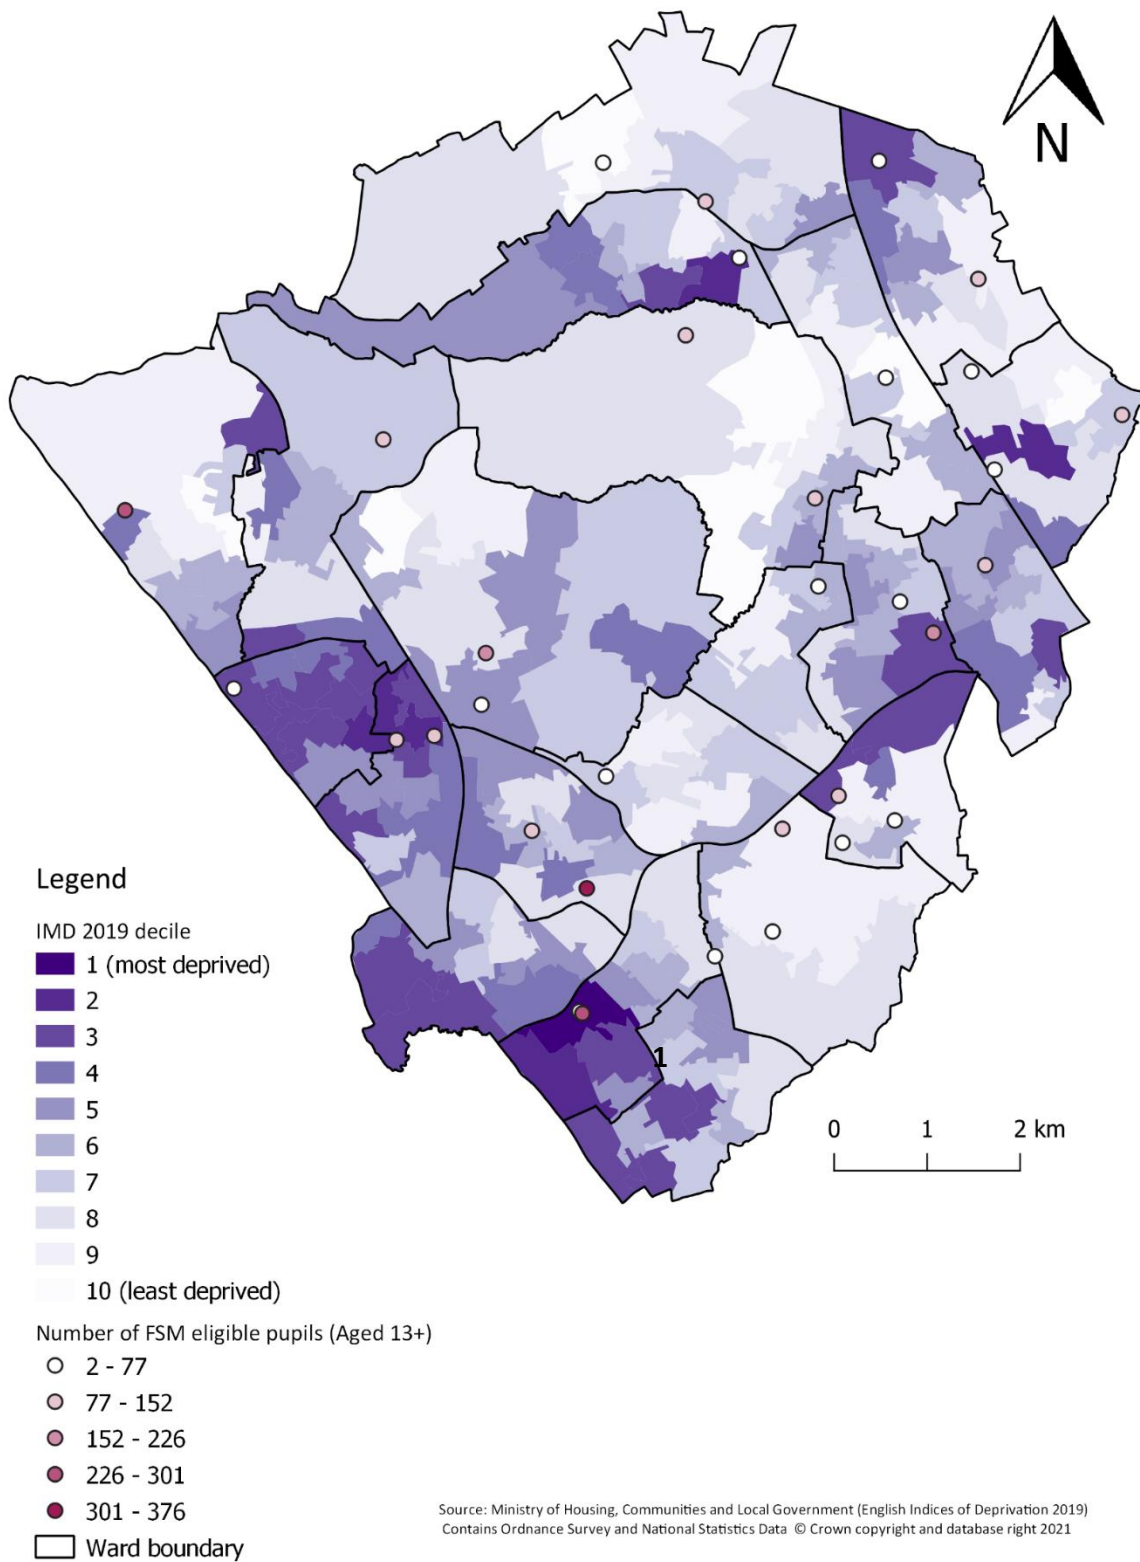 N
1
0 1 2 km
Legend
IMD 2019 decile
1 (most deprived)
2
3
4
5
6
7
8
9
10 (least deprived)
Number of FSM eligible pupils (Aged 13+)
2 - 77
77 - 152
152 - 226
226 - 301
301 - 376
Ward boundary
Source: Ministry of Housing, Communities and Local Government (English Indices of Deprivation 2019)
Contains Ordnance Survey and National Statistics Data © Crown copyright and database right 2021